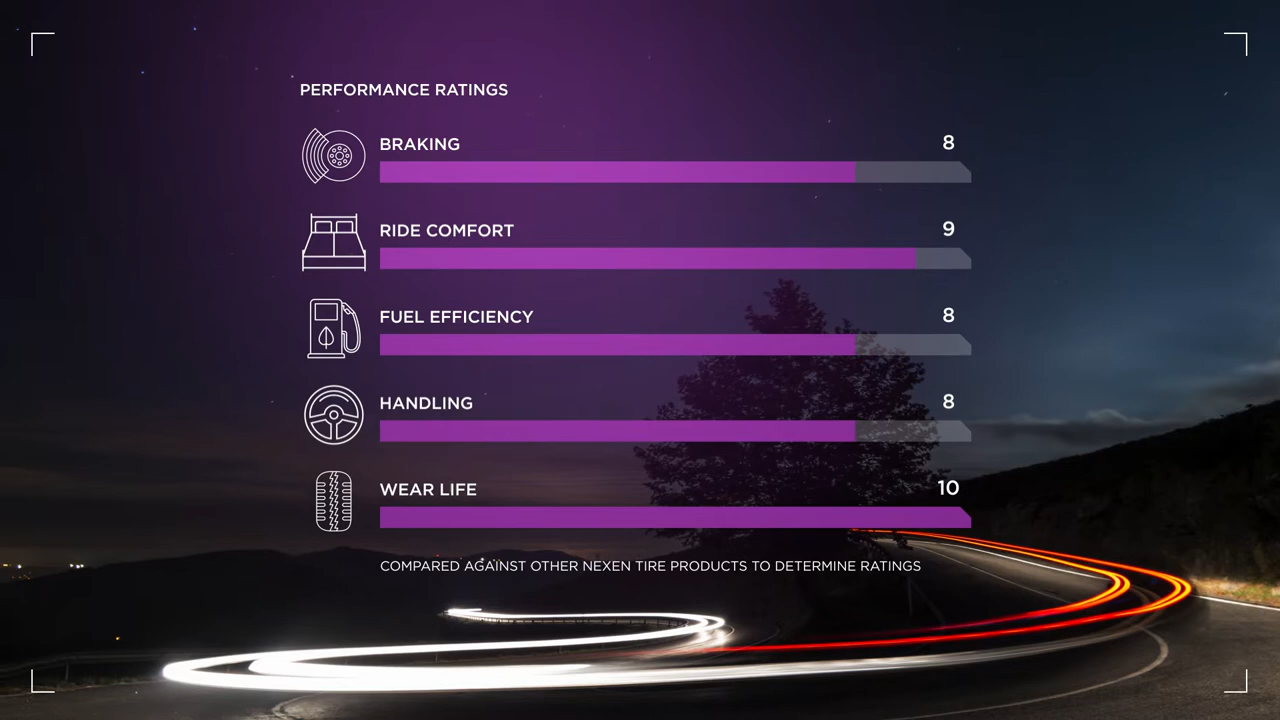 PERFORMANCE RATINGS
BRAKING 8
RIDE COMFORT 9
FUEL EFFICIENCY 8
HANDLING 8
WEAR LIFE 10
COMPARED AGAINST OTHER NEXEN TIRE PRODUCTS TO DETERMINE RATINGS